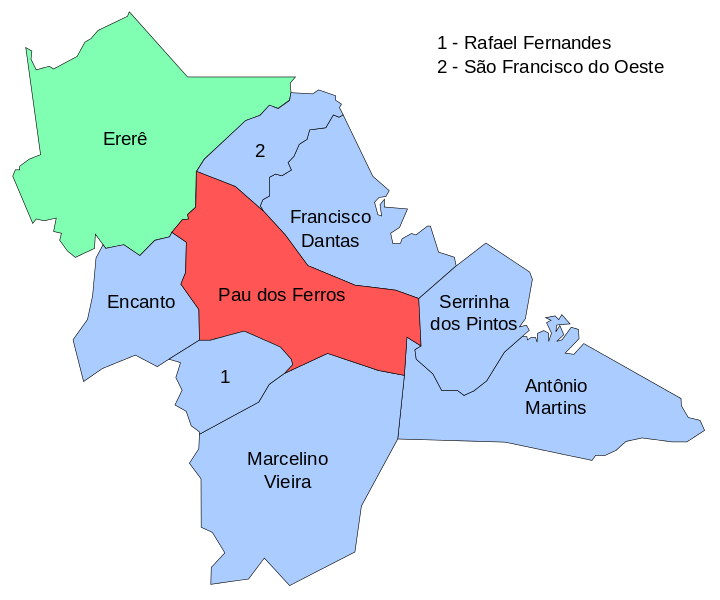 1 - Rafael Fernandes
2 - São Francisco do Oeste
Ererê
2
Francisco
Dantas
Encanto
Pau dos Ferros
Serrinha
dos Pintos
1
Antônio
Martins
Marcelino
Vieira